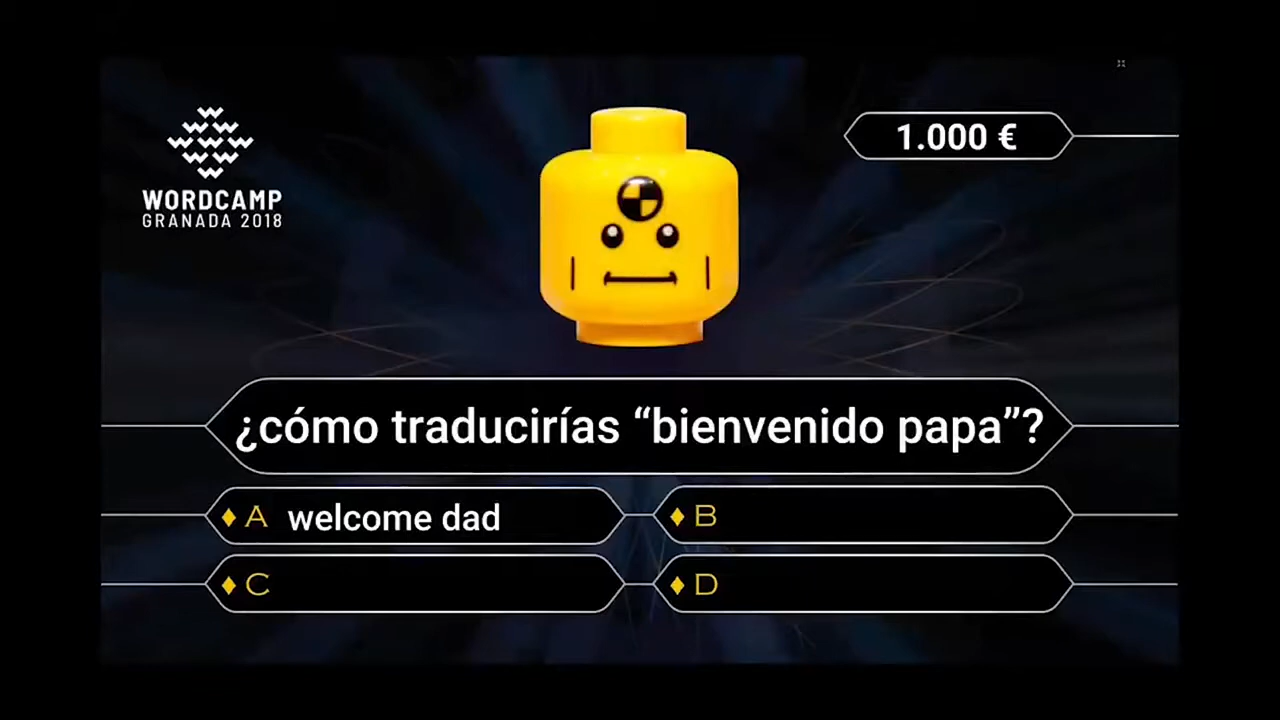 WORDCAMP
GRANADA 2018
1.000 €
¿cómo traducirías “bienvenido papa”?
A welcome dad
B
C
D